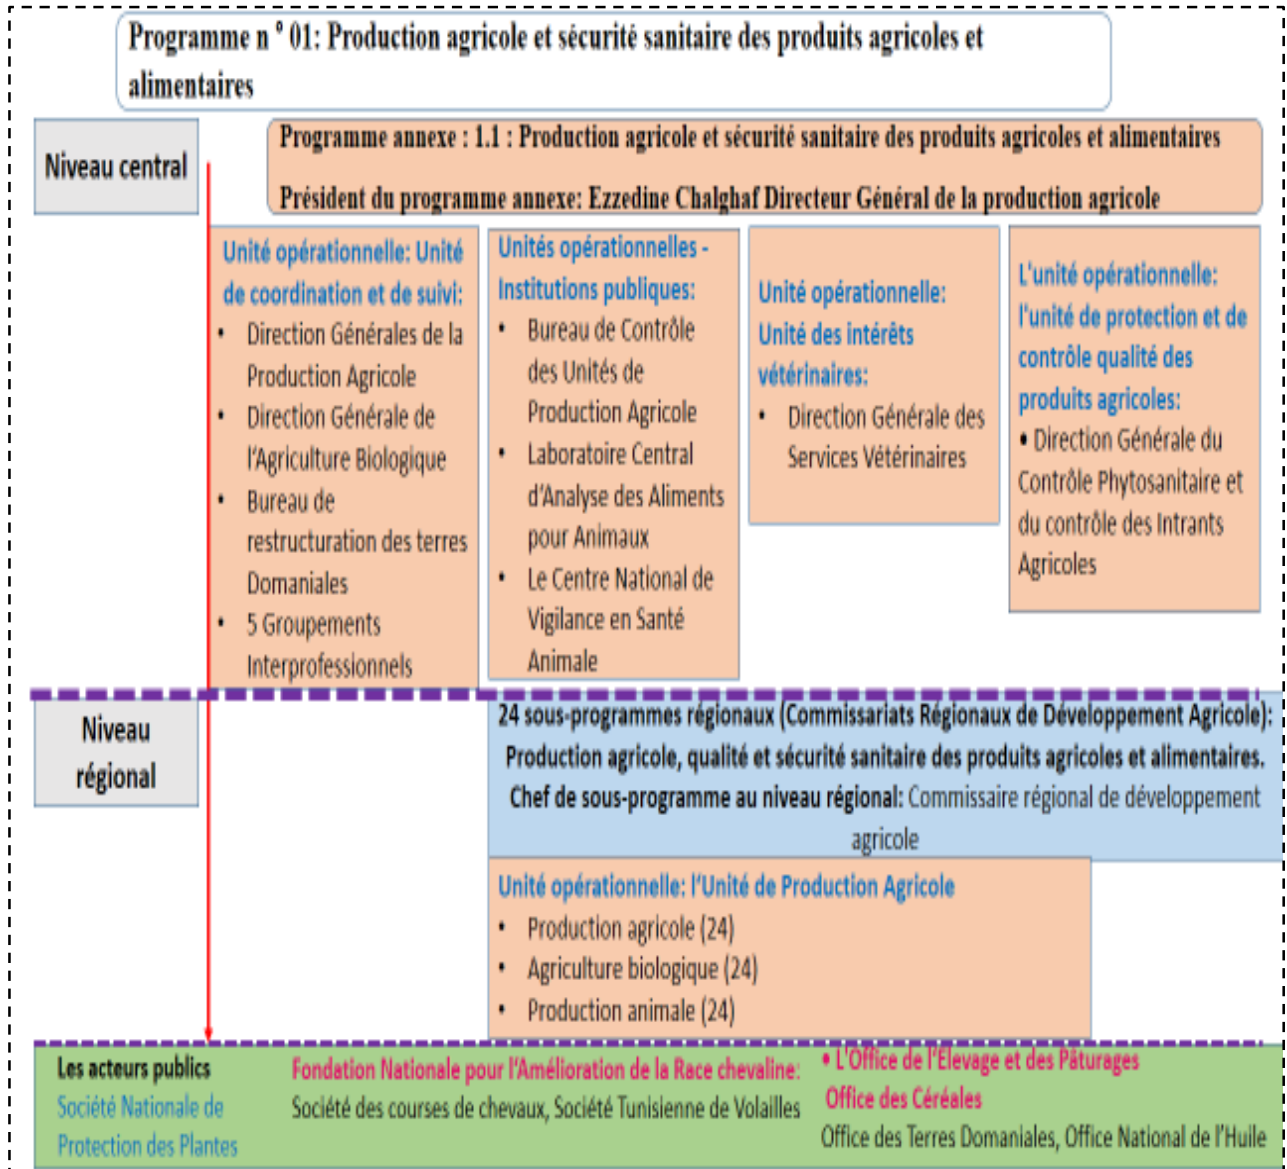 Programme n ° 01: Production agricole et sécurité sanitaire des produits agricoles et
alimentaires
Niveau central
Programme annexe : 1.1 : Production agricole et sécurité sanitaire des produits agricoles et alimentaires
Président du programme annexe: Ezzedine Chalghaf Directeur Général de la production agricole
Unité opérationnelle: Unité
de coordination et de suivi:
• Direction Générales de la
Production Agricole
• Direction Générale de
l'Agriculture Biologique
• Bureau de
restructuration des terres
Domaniales
• 5 Groupements
Interprofessionnels
Unités opérationnelles -
Institutions publiques:
• Bureau de Contrôle
des Unités de
Production Agricole
• Laboratoire Central
d'Analyse des Aliments
pour Animaux
• Le Centre National de
Vigilance en Santé
Animale
Unité opérationnelle:
Unité des intérêts
vétérinaires:
• Direction Générale des
Services Vétérinaires
L'unité opérationnelle:
l'unité de protection et de
contrôle qualité des
produits agricoles:
• Direction Générale du
Contrôle Phytosanitaire et
du contrôle des Intrants
Agricoles
Niveau
régional
24 sous-programmes régionaux (Commissariats Régionaux de Développement Agricole):
Production agricole, qualité et sécurité sanitaire des produits agricoles et alimentaires.
Chef de sous-programme au niveau régional: Commissaire régional de développement
agricole
Unité opérationnelle: l'Unité de Production Agricole
• Production agricole (24)
• Agriculture biologique (24)
• Production animale (24)
Les acteurs publics
Société Nationale de
Protection des Plantes
Fondation Nationale pour l'Amélioration de la Race chevaline:
Société des courses de chevaux, Société Tunisienne de Volailles
• L'Office de l'Elevage et des Pâturages
Office des Céréales
Office des Terres Domaniales, Office National de l'Huile